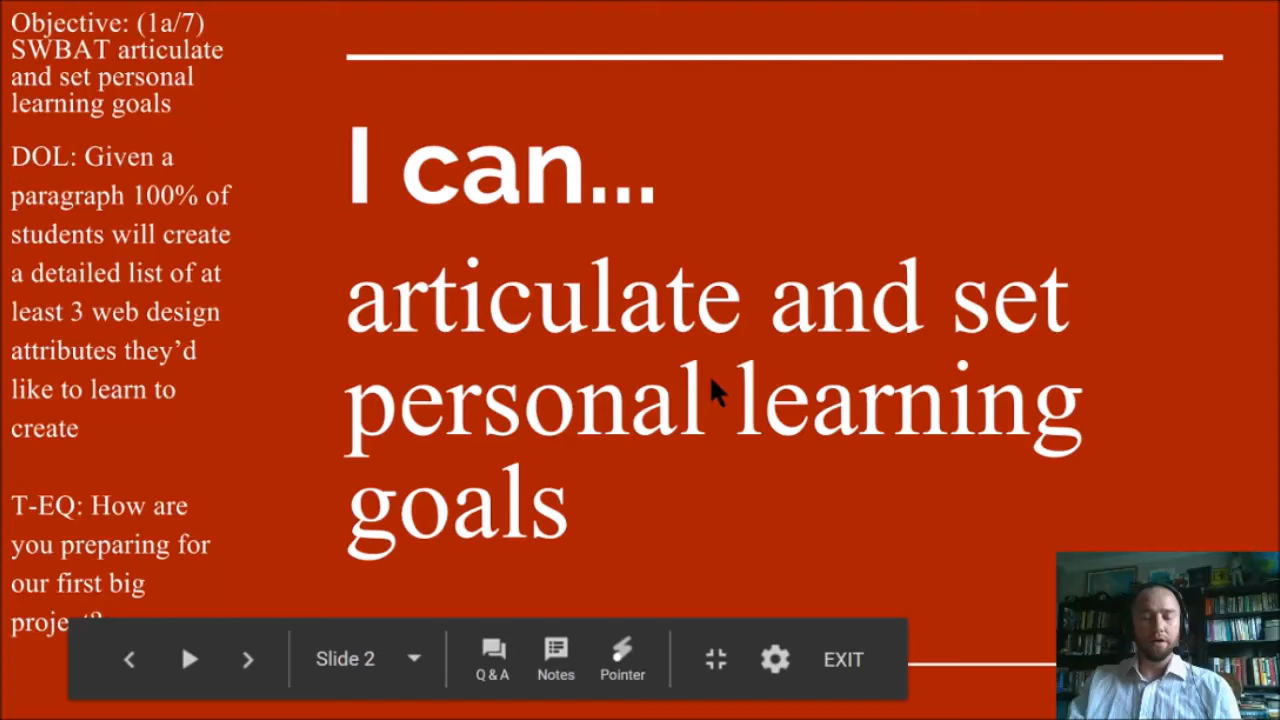 Objective: (1a/7)
SWBAT articulate
and set personal
learning goals
DOL: Given a
paragraph 100% of
students will create
a detailed list of at
least 3 web design
attributes they’d
like to learn to
create
T-EQ: How are
you preparing for
our first big
project?
I can...
articulate and set
personal learning
goals
Slide 2
Q & A
Notes
Pointer
EXIT